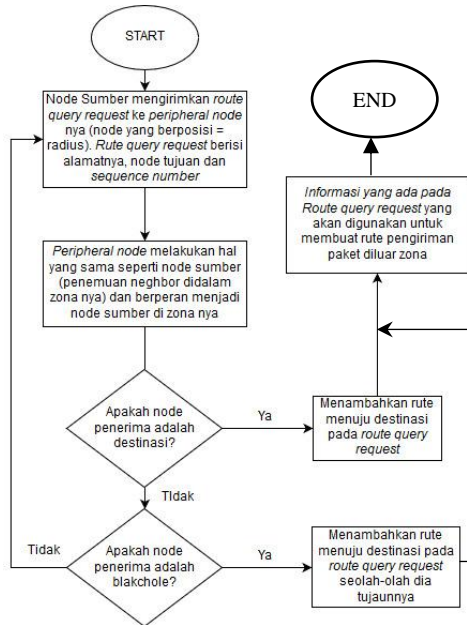 START
Node Sumber mengirimkan route
query request ke peripheral node
nya (node yang berposisi =
radius). Rute query request berisi
alamatnya, node tujuan dan
sequence number
Peripheral node melakukan hal
yang sama seperti node sumber
(penemuan neghbor didalam
zona nya) dan berperan menjadi
node sumber di zona nya
Apakah node
penerima adalah
destinasi?
Ya
Menambahkan rute
menuju destinasi
pada route query
request
TIdak
Apakah node
penerima adalah
blakchole?
Tidak
Ya
Menambahkan rute
menuju destinasi pada
route query request
seolah-olah dia
tujaunnya
Informasi yang ada pada
Route query request yang
akan digunakan untuk
membuat rute pengiriman
paket diluar zona
END